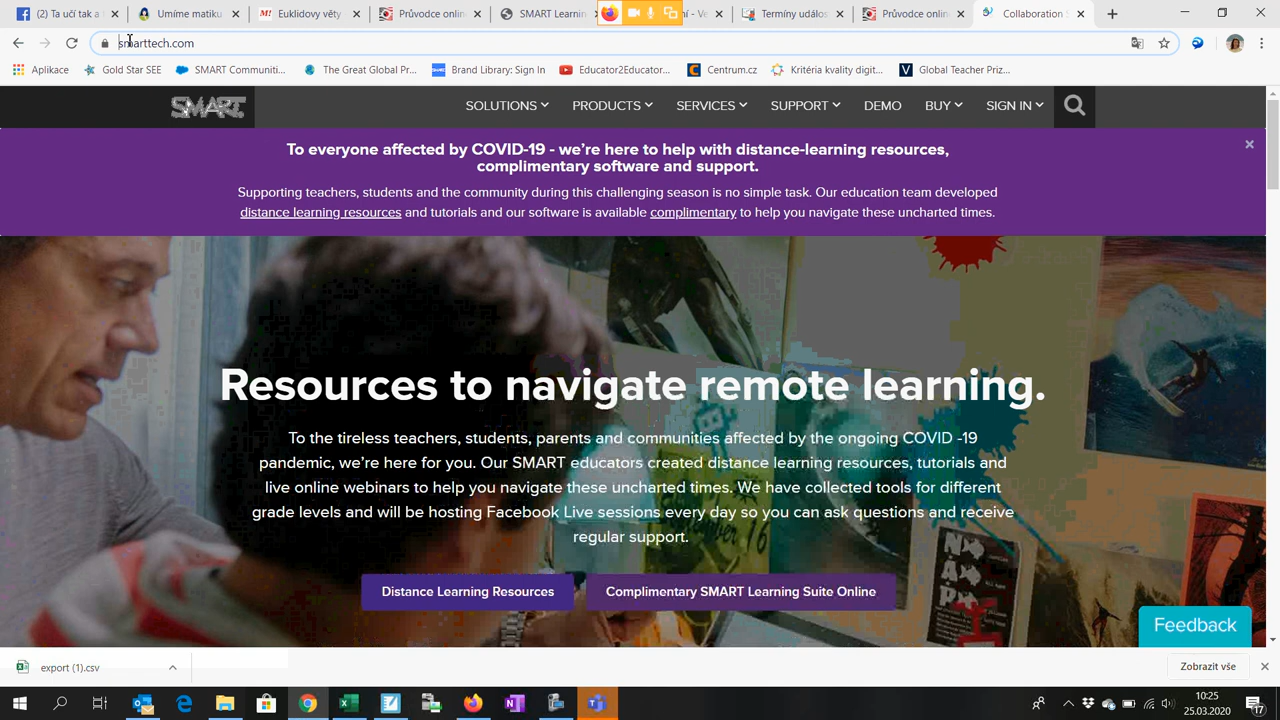 (2) Ta učí tak a
Umíme matiku
Euklidovy vět
Průvodce onlin
SMART Learnin
ní - Ve
Termíny událos
Průvodce onlin
Collaboration S
smarttech.com
Aplikace
Gold Star SEE
SMART Communiti...
The Great Global Pr...
Brand Library: Sign In
Educator2Educator...
Centrum.cz
Kritéria kvality digit...
Global Teacher Priz...
SMART
SOLUTIONS
PRODUCTS
SERVICES
SUPPORT
DEMO
BUY
SIGN IN
To everyone affected by COVID-19 - we're here to help with distance-learning resources,
complimentary software and support.
Supporting teachers, students and the community during this challenging season is no simple task. Our education team developed
distance learning resources and tutorials and our software is available complimentary to help you navigate these uncharted times.
Resources to navigate remote learning.
To the tireless teachers, students, parents and communities affected by the ongoing COVID -19
pandemic, we're here for you. Our SMART educators created distance learning resources, tutorials and
live online webinars to help you navigate these uncharted times. We have collected tools for different
grade levels and will be hosting Facebook Live sessions every day so you can ask questions and receive
regular support.
Distance Learning Resources
Complimentary SMART Learning Suite Online
Feedback
export (1).csv
Zobrazit vše
10:25
25.03.2020
17